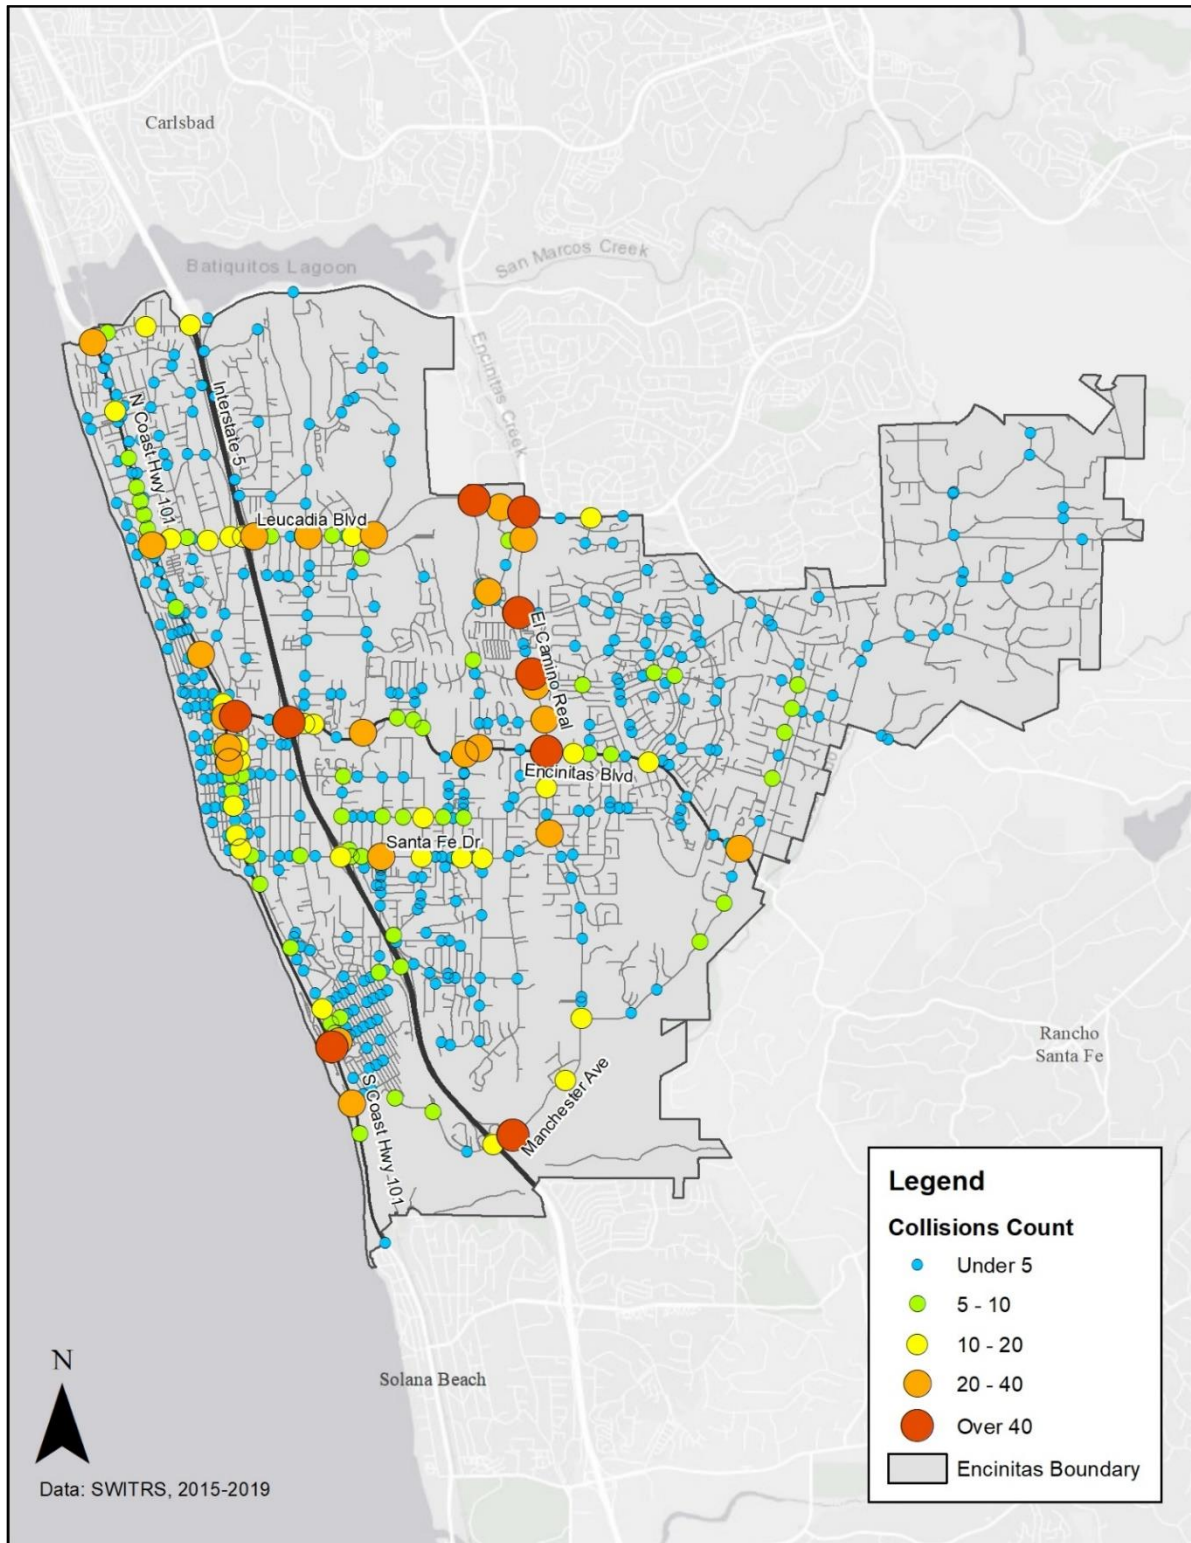 Carlsbad
Batiquitos Lagoon
San Marcos Creek
Encinitas Creek
Interstate 5
N Coast Hwy 101
Leucadia Blvd
El Camino Real
Encinitas Blvd
Santa Fe Dr
Rancho
Santa Fe
Manchester Ave
S Coast Hwy 101
Solana Beach
N
Data: SWITRS, 2015-2019
Legend
Collisions Count
Under 5
5 - 10
10 - 20
20 - 40
Over 40
Encinitas Boundary